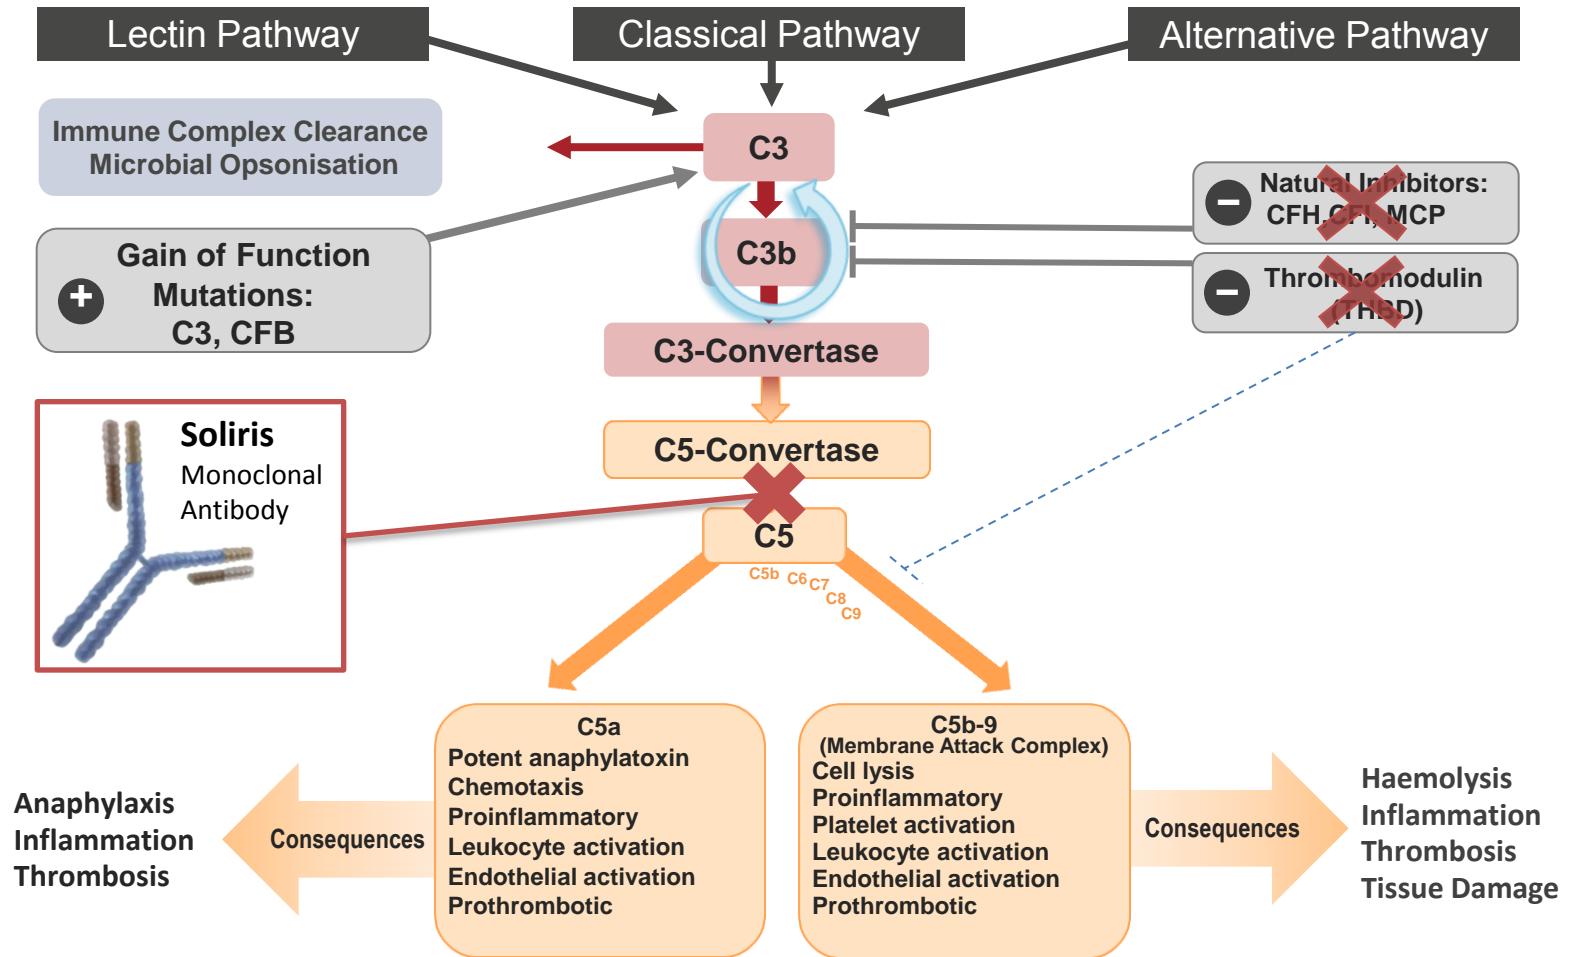 Lectin Pathway
Classical Pathway
Alternative Pathway
Immune Complex Clearance
Microbial Opsonisation
C3
Natural Inhibitors:
CFH,CFI, MCP
Gain of Function
Mutations:
C3, CFB
C3b
Thrombomodulin
(THBD)
C3-Convertase
Soliris
Monoclonal
Antibody
C5-Convertase
C5
C5b
C6
C7
C8
C9
C5a
Potent anaphylatoxin
Chemotaxis
Proinflammatory
Leukocyte activation
Endothelial activation
Prothrombotic
C5b-9
(Membrane Attack Complex)
Cell lysis
Proinflammatory
Platelet activation
Leukocyte activation
Endothelial activation
Prothrombotic
Anaphylaxis
Inflammation
Thrombosis
Consequences
Consequences
Haemolysis
Inflammation
Thrombosis
Tissue Damage